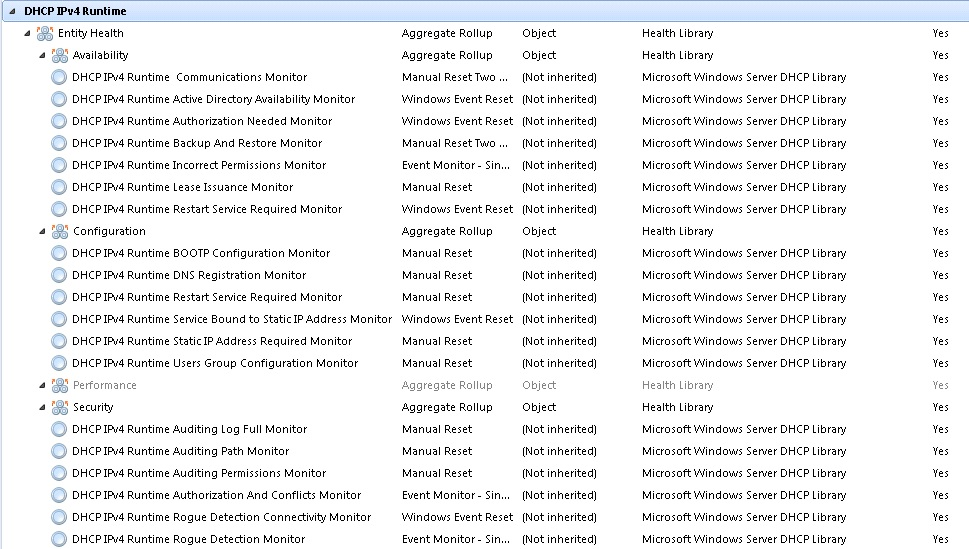 DHCP IPv4 Runtime
Entity Health Aggregate Rollup Object Health Library Yes
Availability Aggregate Rollup Object Health Library Yes
DHCP IPv4 Runtime  Communications Monitor Manual Reset Two ... (Not inherited) Microsoft Windows Server DHCP Library Yes
DHCP IPv4 Runtime Active Directory Availability Monitor Windows Event Reset (Not inherited) Microsoft Windows Server DHCP Library Yes
DHCP IPv4 Runtime Authorization Needed Monitor Windows Event Reset (Not inherited) Microsoft Windows Server DHCP Library Yes
DHCP IPv4 Runtime Backup And Restore Monitor Manual Reset Two ... (Not inherited) Microsoft Windows Server DHCP Library Yes
DHCP IPv4 Runtime Incorrect Permissions Monitor Event Monitor - Sin... (Not inherited) Microsoft Windows Server DHCP Library Yes
DHCP IPv4 Runtime Lease Issuance Monitor Manual Reset (Not inherited) Microsoft Windows Server DHCP Library Yes
DHCP IPv4 Runtime Restart Service Required Monitor Windows Event Reset (Not inherited) Microsoft Windows Server DHCP Library Yes
Configuration Aggregate Rollup Object Health Library Yes
DHCP IPv4 Runtime BOOTP Configuration Monitor Manual Reset (Not inherited) Microsoft Windows Server DHCP Library Yes
DHCP IPv4 Runtime DNS Registration Monitor Manual Reset (Not inherited) Microsoft Windows Server DHCP Library Yes
DHCP IPv4 Runtime Restart Service Required Monitor Manual Reset (Not inherited) Microsoft Windows Server DHCP Library Yes
DHCP IPv4 Runtime Service Bound to Static IP Address Monitor Windows Event Reset (Not inherited) Microsoft Windows Server DHCP Library Yes
DHCP IPv4 Runtime Static IP Address Required Monitor Manual Reset (Not inherited) Microsoft Windows Server DHCP Library Yes
DHCP IPv4 Runtime Users Group Configuration Monitor Manual Reset (Not inherited) Microsoft Windows Server DHCP Library Yes
Performance Aggregate Rollup Object Health Library Yes
Security Aggregate Rollup Object Health Library Yes
DHCP IPv4 Runtime Auditing Log Full Monitor Manual Reset (Not inherited) Microsoft Windows Server DHCP Library Yes
DHCP IPv4 Runtime Auditing Path Monitor Manual Reset (Not inherited) Microsoft Windows Server DHCP Library Yes
DHCP IPv4 Runtime Auditing Permissions Monitor Manual Reset (Not inherited) Microsoft Windows Server DHCP Library Yes
DHCP IPv4 Runtime Authorization And Conflicts Monitor Event Monitor - Sin... (Not inherited) Microsoft Windows Server DHCP Library Yes
DHCP IPv4 Runtime Rogue Detection Connectivity Monitor Windows Event Reset (Not inherited) Microsoft Windows Server DHCP Library Yes
DHCP IPv4 Runtime Rogue Detection Monitor Event Monitor - Sin... (Not inherited) Microsoft Windows Server DHCP Library Yes